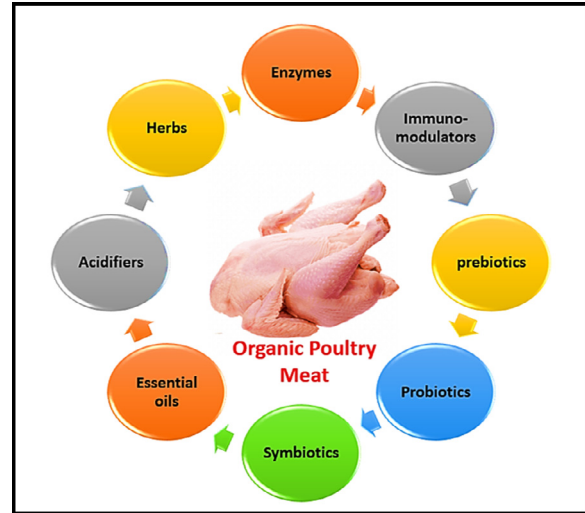 Enzymes
Immuno-
modulators
prebiotics
Probiotics
Symbiotics
Essential
oils
Acidifiers
Herbs
Organic Poultry
Meat